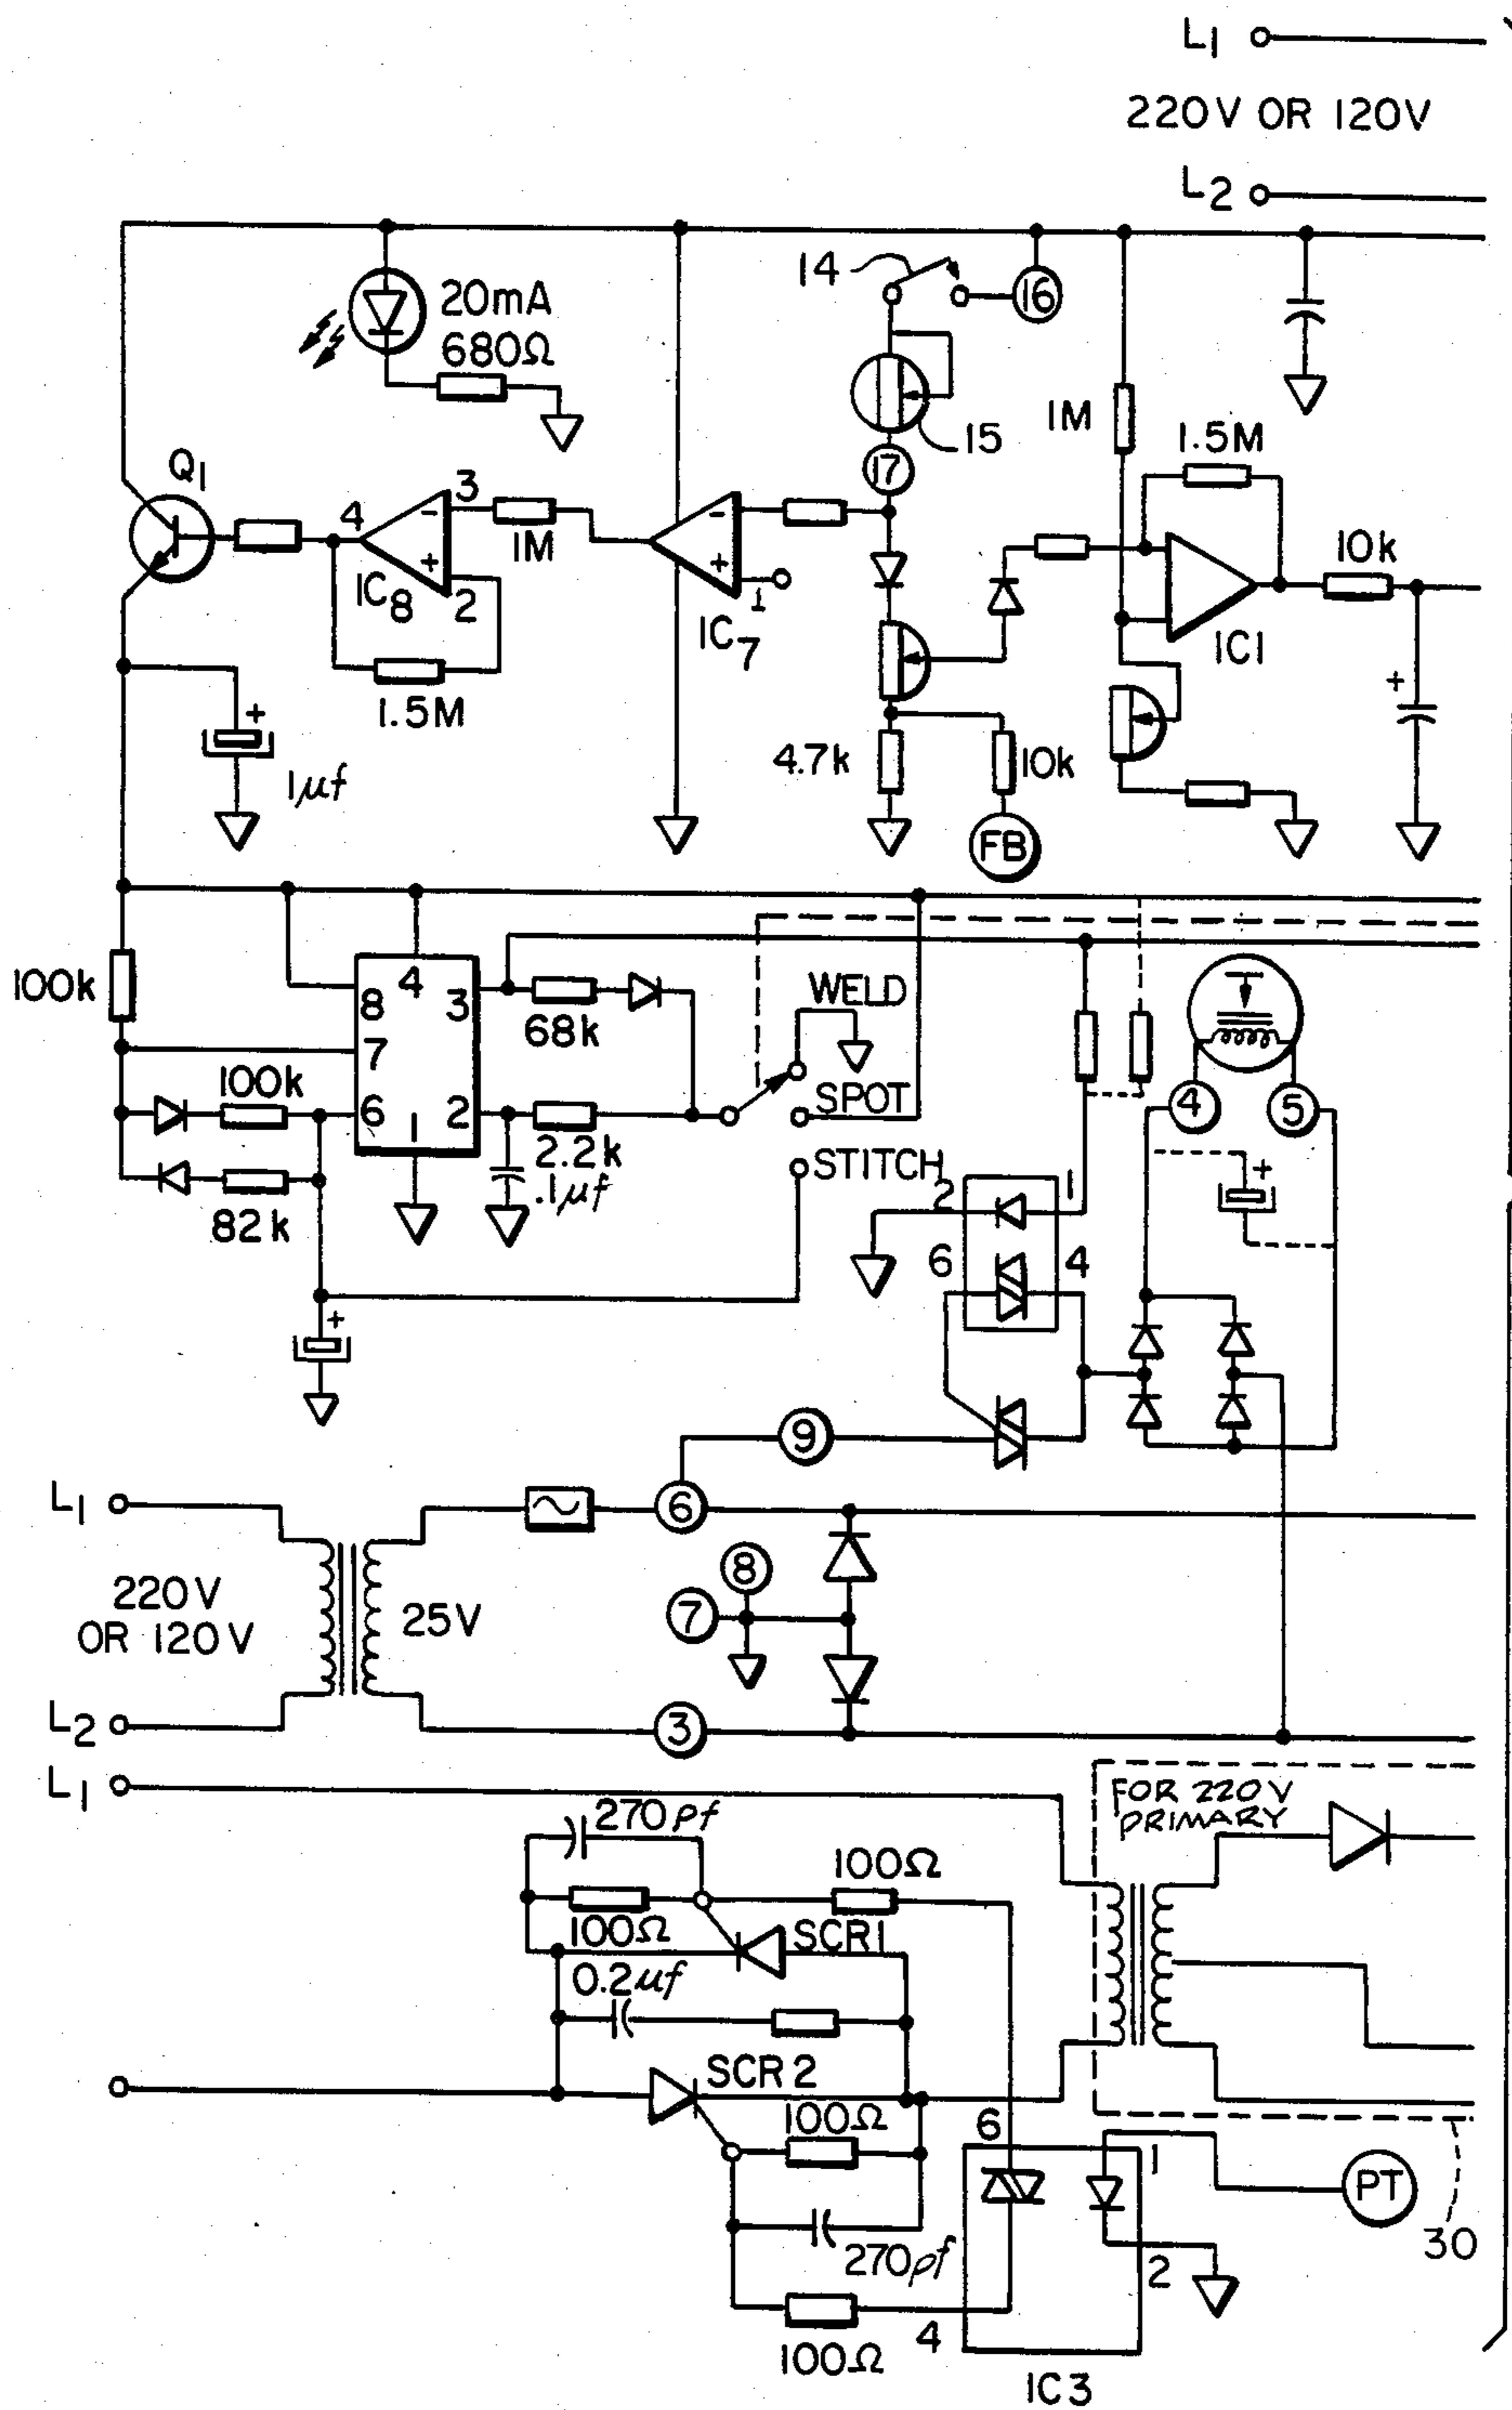 L1
220V OR 120V
L2
14
16
20mA
680Ω
15
1M
1.5M
17
Q1
4
3
-
+
IC8
2
1M
1.5M
-
+
1
IC7
10k
IC1
+
4.7k
10k
FB
+
1µf
100k
8
4
3
7
6
1
2
68k
WELD
SPOT
STITCH
100k
82k
2.2k
.1µf
4
5
+
2
1
6
4
+
9
L1
6
220V
OR 120V
25V
8
7
L2
3
L1
FOR 220V
PRIMARY
270pf
100Ω
100Ω
SCR1
0.2µf
SCR2
100Ω
6
1
PT
270pf
2
30
100Ω
4
IC3